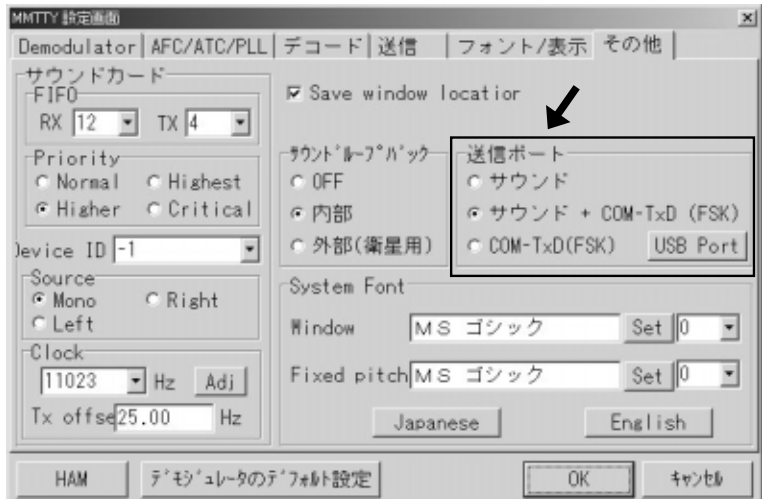 MMTTY 設定画面
Demodulator AFC/ATC/PLL デコード 送信 フォント/表示 その他
サウンドカード
FIFO
RX 12 TX 4
Priority
Normal Highest
Higher Critical
Device ID -1
Source
Mono Right
Left
Clock
11023 Hz Adj
Tx offse 25.00 Hz
Save window locatior
ｻｳﾝﾄﾞﾙｰﾌﾟﾊﾞｯｸ
OFF
内部
外部(衛星用)
送信ポート
サウンド
サウンド + COM-TxD (FSK)
COM-TxD(FSK) USB Port
System Font
Window ＭＳ ゴシック Set 0
Fixed pitch ＭＳ ゴシック Set 0
Japanese English
HAM ﾃﾞﾓｼﾞｭﾚｰﾀのﾃﾞﾌｫﾙﾄ設定 OK ｷｬﾝｾﾙ